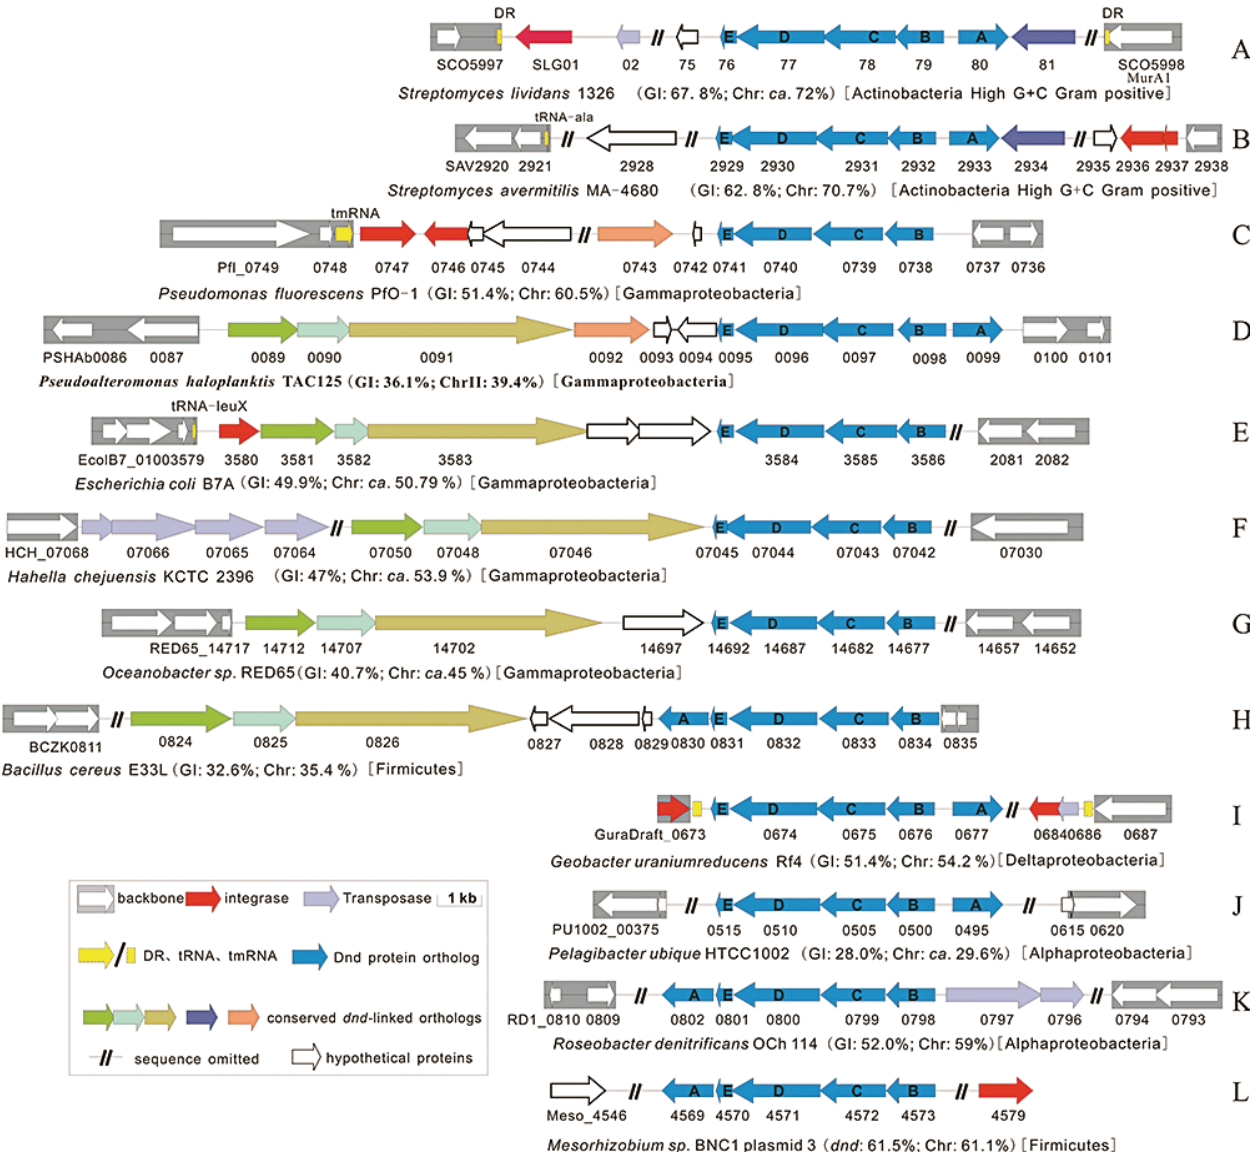 DR DR
E D C B A
SCO5997 SLG01 02 75 76 77 78 79 80 81 SCO5998 A
MurA1
Streptomyces lividans 1326 (GI: 67. 8%; Chr: ca. 72%) [Actinobacteria High G+C Gram positive]
tRNA-ala
E D C B A B
SAV2920 2921 2928 2929 2930 2931 2932 2933 2934 2935 2936 2937 2938
Streptomyces avermitilis MA-4680 (GI: 62. 8%; Chr: 70.7%) [Actinobacteria High G+C Gram positive]
tmRNA
E D C B C
Pfl_0749 0748 0747 0746 0745 0744 0743 0742 0741 0740 0739 0738 0737 0736
Pseudomonas fluorescens PfO-1 (GI: 51.4%; Chr: 60.5%) [Gammaproteobacteria]
E D C B A D
PSHAb0086 0087 0089 0090 0091 0092 0093 0094 0095 0096 0097 0098 0099 0100 0101
Pseudoalteromonas haloplanktis TAC125 (GI: 36.1%; ChrII: 39.4%) [Gammaproteobacteria]
tRNA-leuX
E D C B E
EcolB7_01003579 3580 3581 3582 3583 3584 3585 3586 2081 2082
Escherichia coli B7A (GI: 49.9%; Chr: ca. 50.79 %) [Gammaproteobacteria]
E D C B F
HCH_07068 07066 07065 07064 07050 07048 07046 07045 07044 07043 07042 07030
Hahella chejuensis KCTC 2396 (GI: 47%; Chr: ca. 53.9 %) [Gammaproteobacteria]
E D C B G
RED65_14717 14712 14707 14702 14697 14692 14687 14682 14677 14657 14652
Oceanobacter sp. RED65 (GI: 40.7%; Chr: ca.45 %) [Gammaproteobacteria]
A E D C B H
BCZK0811 0824 0825 0826 0827 0828 0829 0830 0831 0832 0833 0834 0835
Bacillus cereus E33L (GI: 32.6%; Chr: 35.4 %) [Firmicutes]
E D C B A I
GuraDraft_0673 0674 0675 0676 0677 0684 0686 0687
Geobacter uraniumreducens Rf4 (GI: 51.4%; Chr: 54.2 %) [Deltaproteobacteria]
E D C B A J
PU1002_00375 0515 0510 0505 0500 0495 0615 0620
Pelagibacter ubique HTCC1002 (GI: 28.0%; Chr: ca. 29.6%) [Alphaproteobacteria]
A E D C B K
RD1_0810 0809 0802 0801 0800 0799 0798 0797 0796 0794 0793
Roseobacter denitrificans OCh 114 (GI: 52.0%; Chr: 59%) [Alphaproteobacteria]
A E D C B L
Meso_4546 4569 4570 4571 4572 4573 4579
Mesorhizobium sp. BNC1 plasmid 3 (dnd: 61.5%; Chr: 61.1%) [Firmicutes]
backbone integrase Transposase 1 kb
DR、tRNA、tmRNA Dnd protein ortholog
conserved dnd-linked orthologs
sequence omitted hypothetical proteins